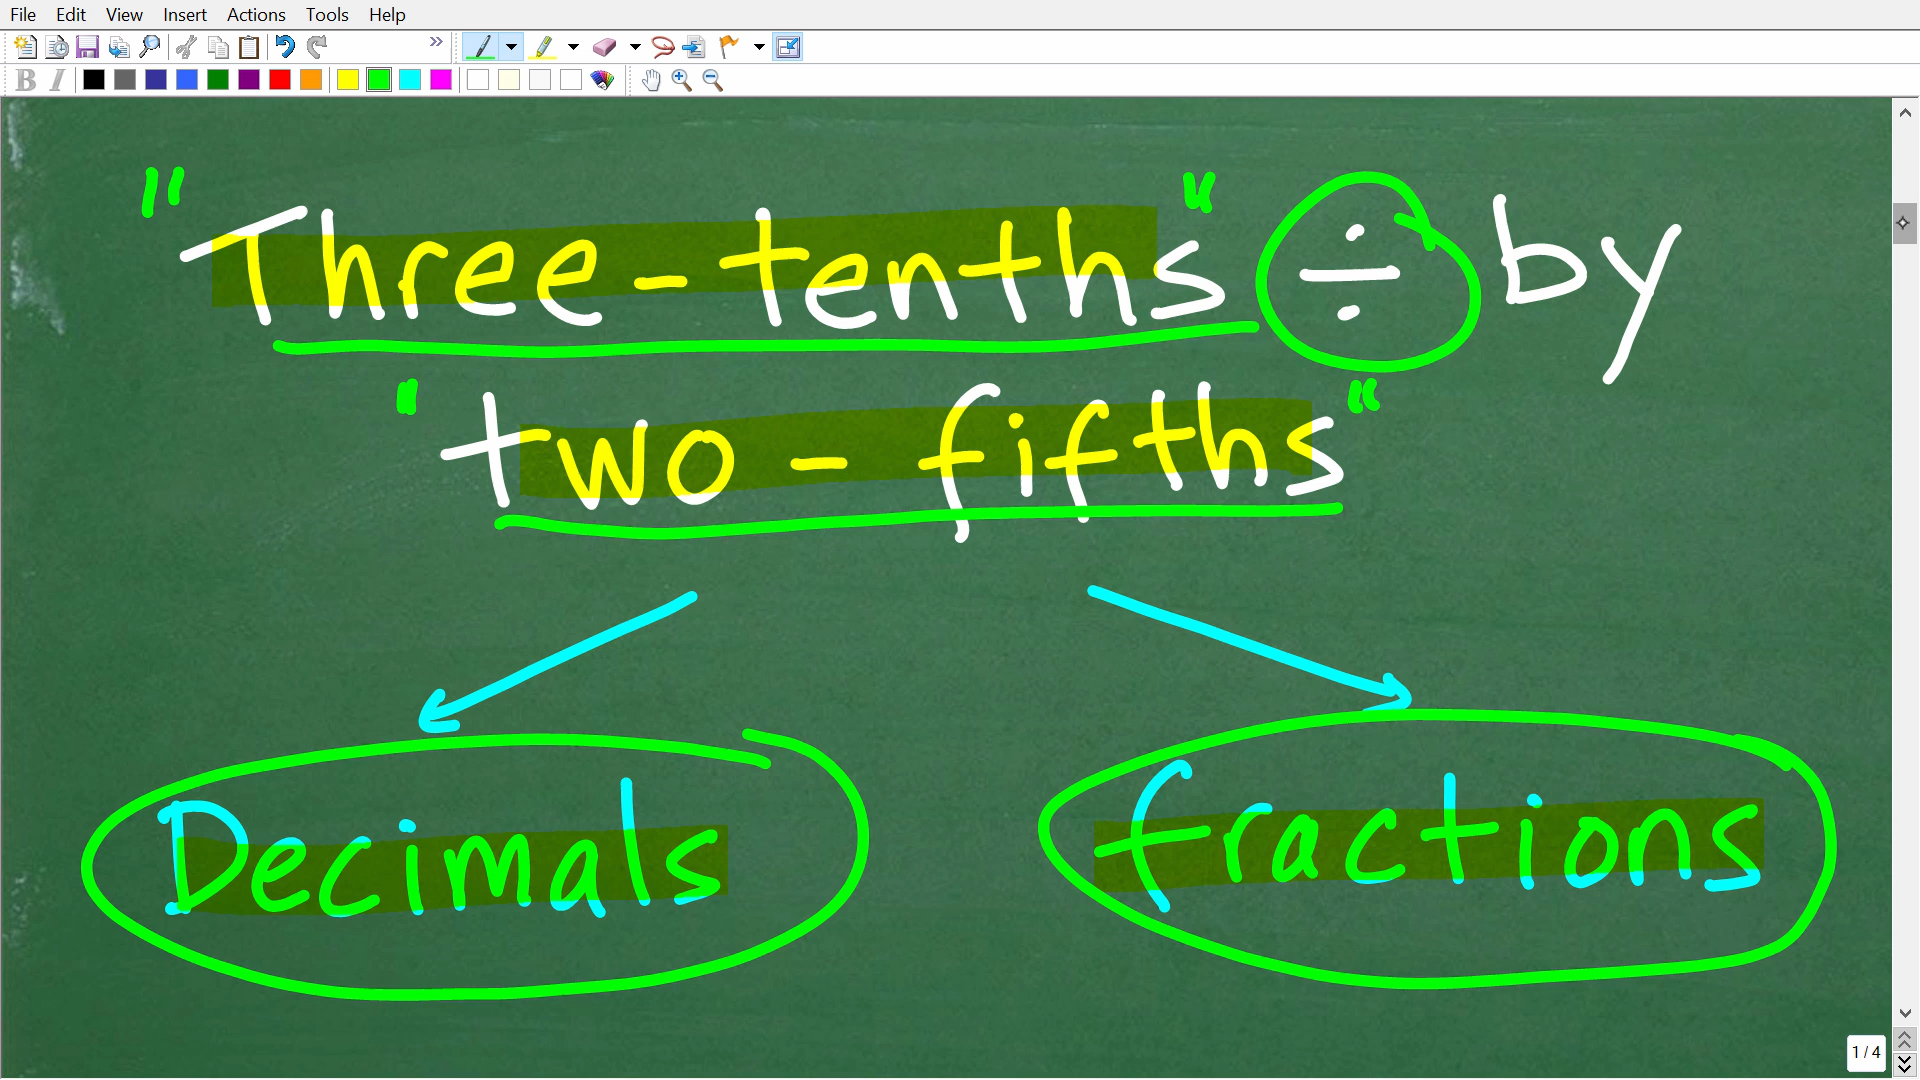 File Edit View Insert Actions Tools Help
B I
"Three-tenths" ÷ by
"two - fifths"
Decimals fractions
1 / 4